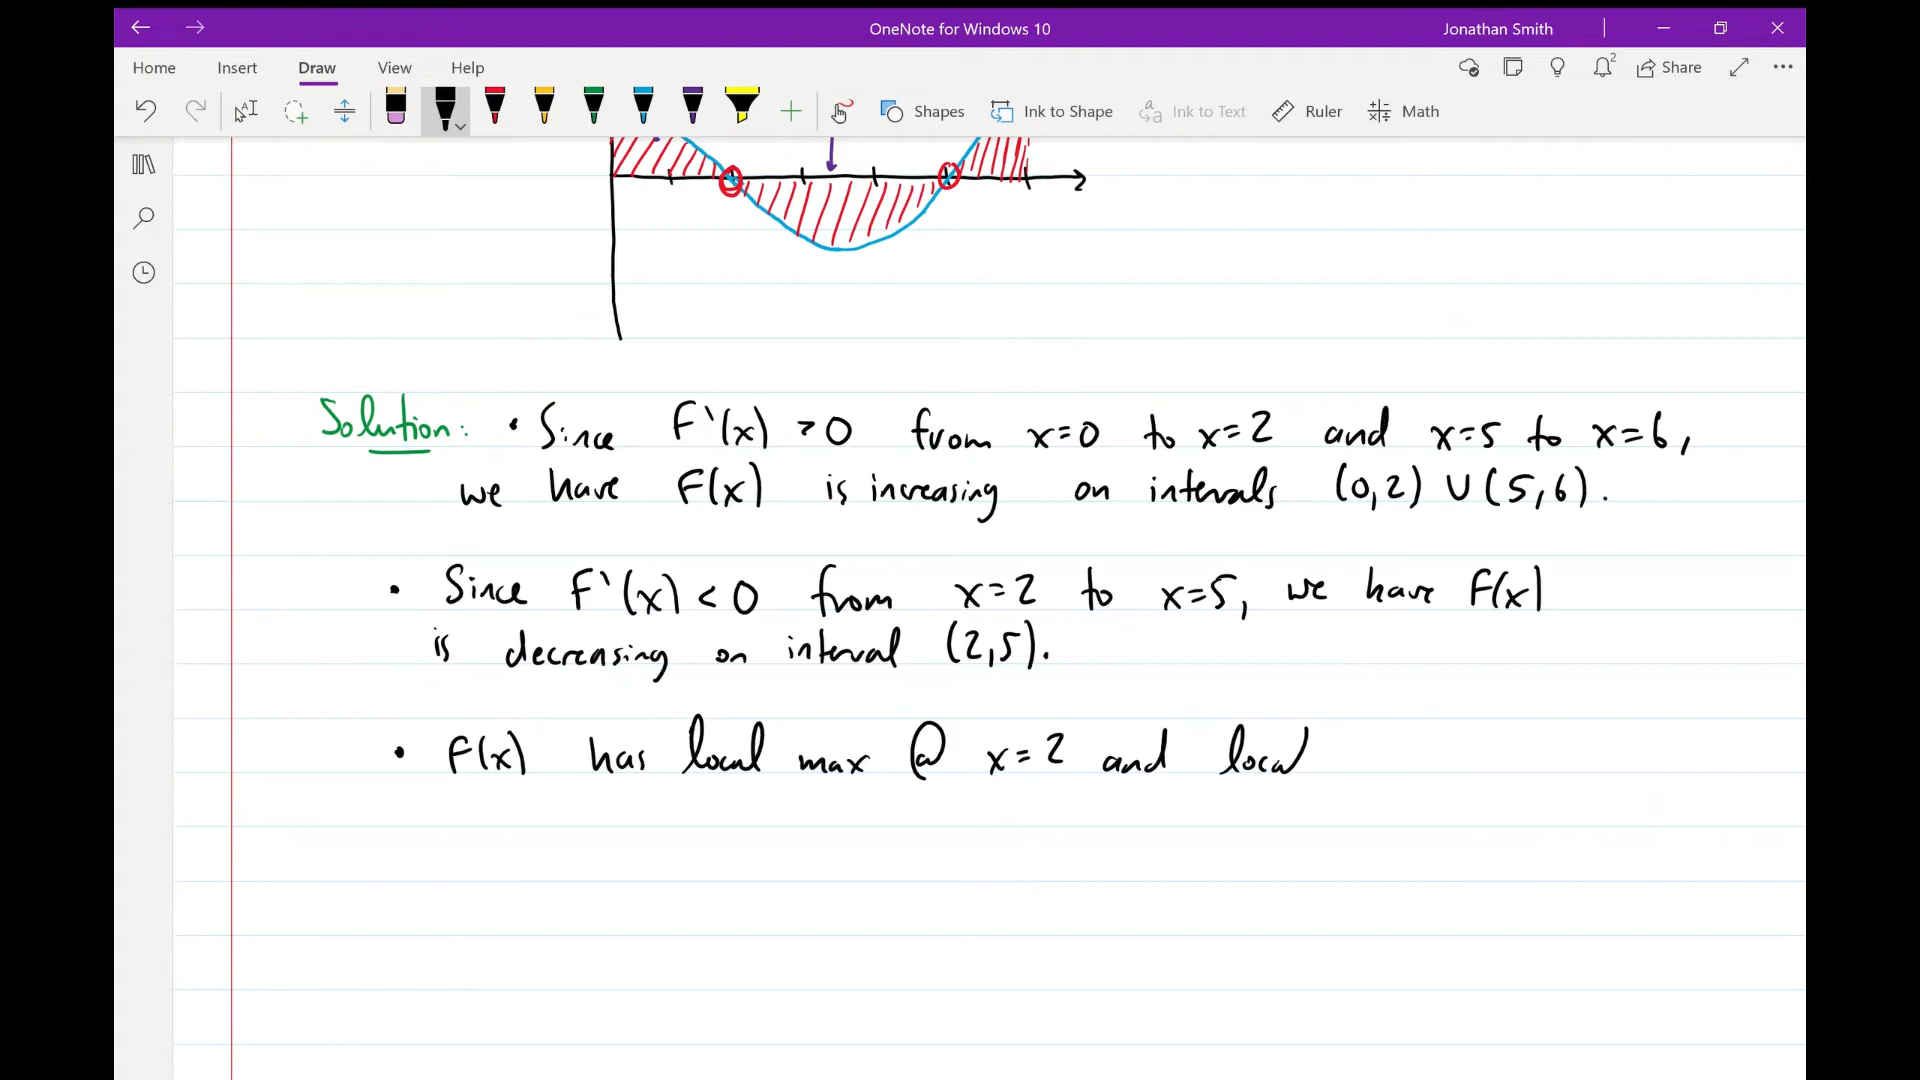 OneNote for Windows 10
Jonathan Smith
Home Insert Draw View Help
2
Share
Shapes Ink to Shape Ink to Text Ruler Math
Solution: • Since F'(x) > 0 from x=0 to x=2 and x=5 to x=6,
we have F(x) is increasing on intervals (0,2) ∪ (5,6).
• Since F'(x) < 0 from x=2 to x=5, we have F(x)
is decreasing on interval (2,5).
• F(x) has local max @ x=2 and local